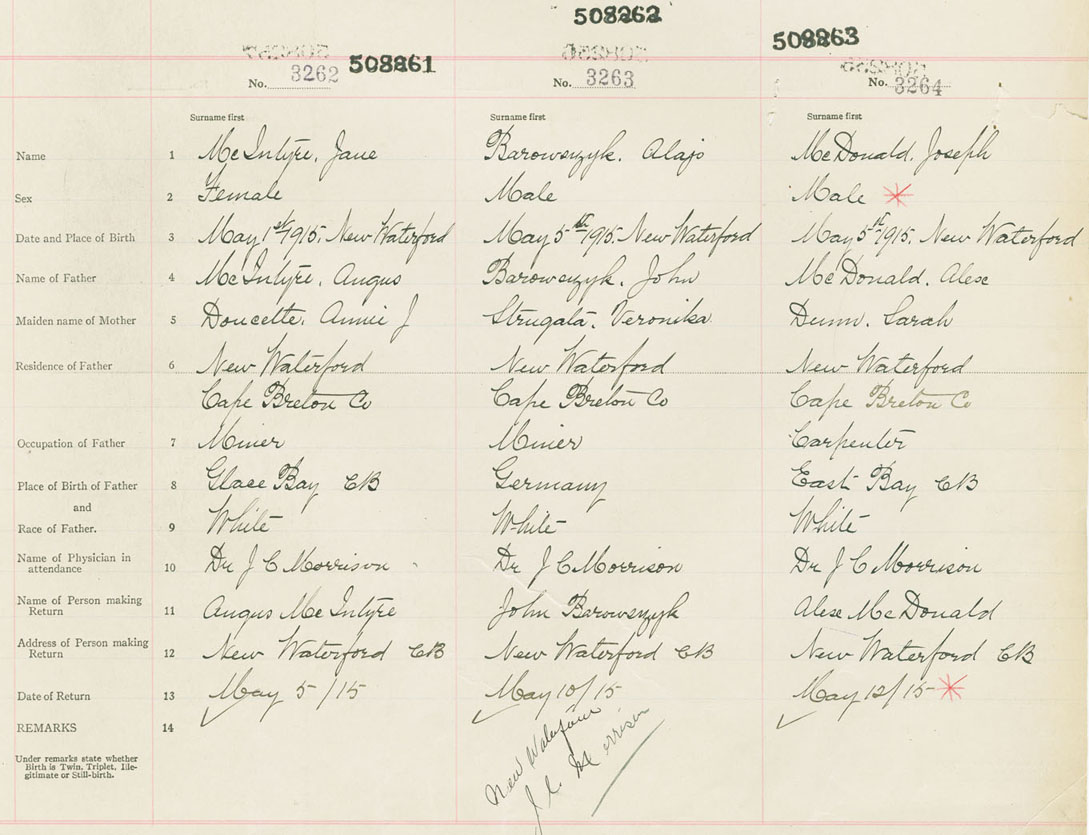 508262
508261
508263
No. 3262
No. 3263
No. 3264
Surname first Surname first Surname first
Name 1 McIntyre, Jane Barowszyk. Alajo McDonald. Joseph
Sex 2 Female Male Male
Date and Place of Birth 3 May 1st 1915. New Waterford May 5th 1915. New Waterford May 5th 1915. New Waterford
Name of Father 4 McIntyre, Angus Barowszyk. John McDonald. Alex
Maiden name of Mother 5 Doucette. Annie J Strugala. Veronika Dunn. Sarah
Residence of Father 6 New Waterford New Waterford New Waterford
Cape Breton Co Cape Breton Co Cape Breton Co
Occupation of Father 7 Miner Miner Carpenter
Place of Birth of Father 8 Glace Bay CB Germany East Bay CB
and
Race of Father. 9 White White White
Name of Physician in
attendance 10 Dr J C Morrison Dr J C Morrison Dr J C Morrison
Name of Person making
Return 11 Angus McIntyre John Barowszyk Alex McDonald
Address of Person making
Return 12 New Waterford CB New Waterford CB New Waterford CB
Date of Return 13 May 5/15 May 10/15 May 12/15
REMARKS 14
Under remarks state whether
Birth is Twin, Triplet, Ille-
gitimate or Still-birth.
New Waterford
J. C. Morrison